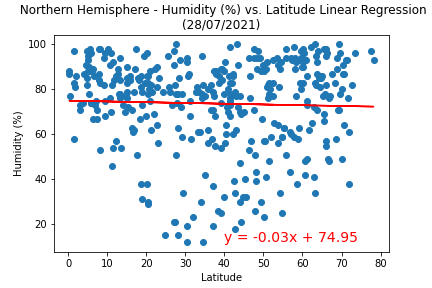 Northern Hemisphere - Humidity (%) vs. Latitude Linear Regression
(28/07/2021)
100
80
60
40
20
Humidity (%)
y = -0.03x + 74.95
0 10 20 30 40 50 60 70 80
Latitude